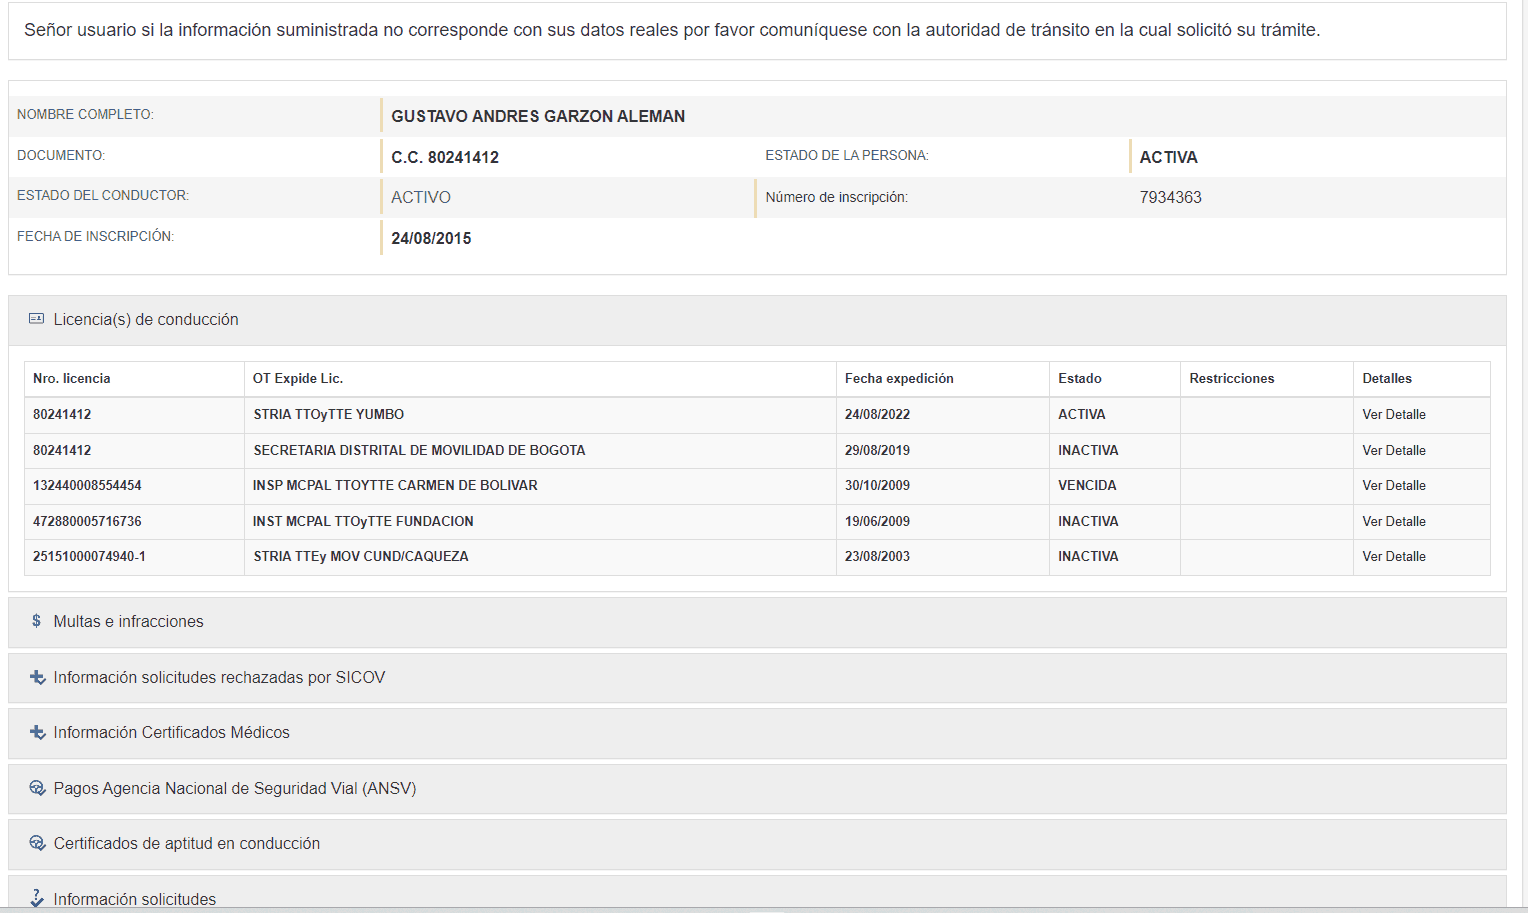 Señor usuario si la información suministrada no corresponde con sus datos reales por favor comuníquese con la autoridad de tránsito en la cual solicitó su trámite.
NOMBRE COMPLETO: GUSTAVO ANDRES GARZON ALEMAN
DOCUMENTO: C.C. 80241412 ESTADO DE LA PERSONA: ACTIVA
ESTADO DEL CONDUCTOR: ACTIVO Número de inscripción: 7934363
FECHA DE INSCRIPCIÓN: 24/08/2015
Licencia(s) de conducción
Nro. licencia OT Expide Lic. Fecha expedición Estado Restricciones Detalles
80241412 STRIA TTOyTTE YUMBO 24/08/2022 ACTIVA Ver Detalle
80241412 SECRETARIA DISTRITAL DE MOVILIDAD DE BOGOTA 29/08/2019 INACTIVA Ver Detalle
132440008554454 INSP MCPAL TTOYTTE CARMEN DE BOLIVAR 30/10/2009 VENCIDA Ver Detalle
472880005716736 INST MCPAL TTOyTTE FUNDACION 19/06/2009 INACTIVA Ver Detalle
25151000074940-1 STRIA TTEy MOV CUND/CAQUEZA 23/08/2003 INACTIVA Ver Detalle
$ Multas e infracciones
Información solicitudes rechazadas por SICOV
Información Certificados Médicos
Pagos Agencia Nacional de Seguridad Vial (ANSV)
Certificados de aptitud en conducción
Información solicitudes